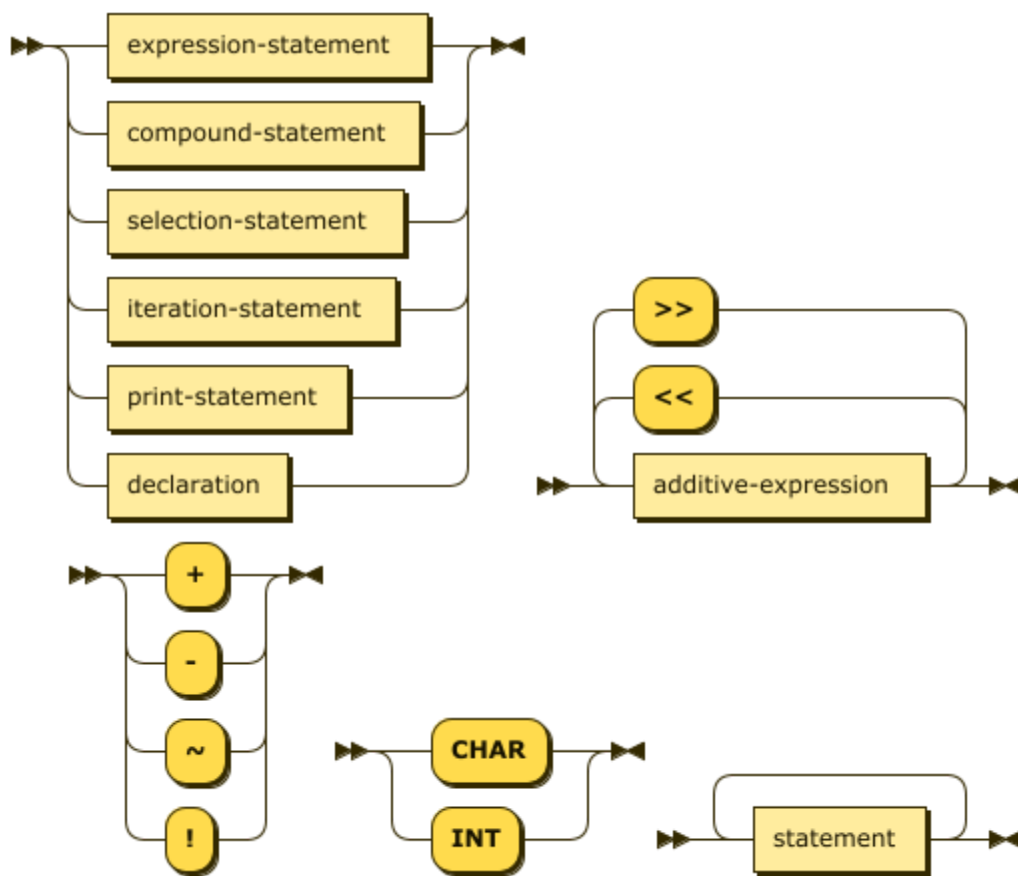 expression-statement
compound-statement
selection-statement
iteration-statement
print-statement
declaration
>>
<<
additive-expression
+
-
~
!
CHAR
INT
statement